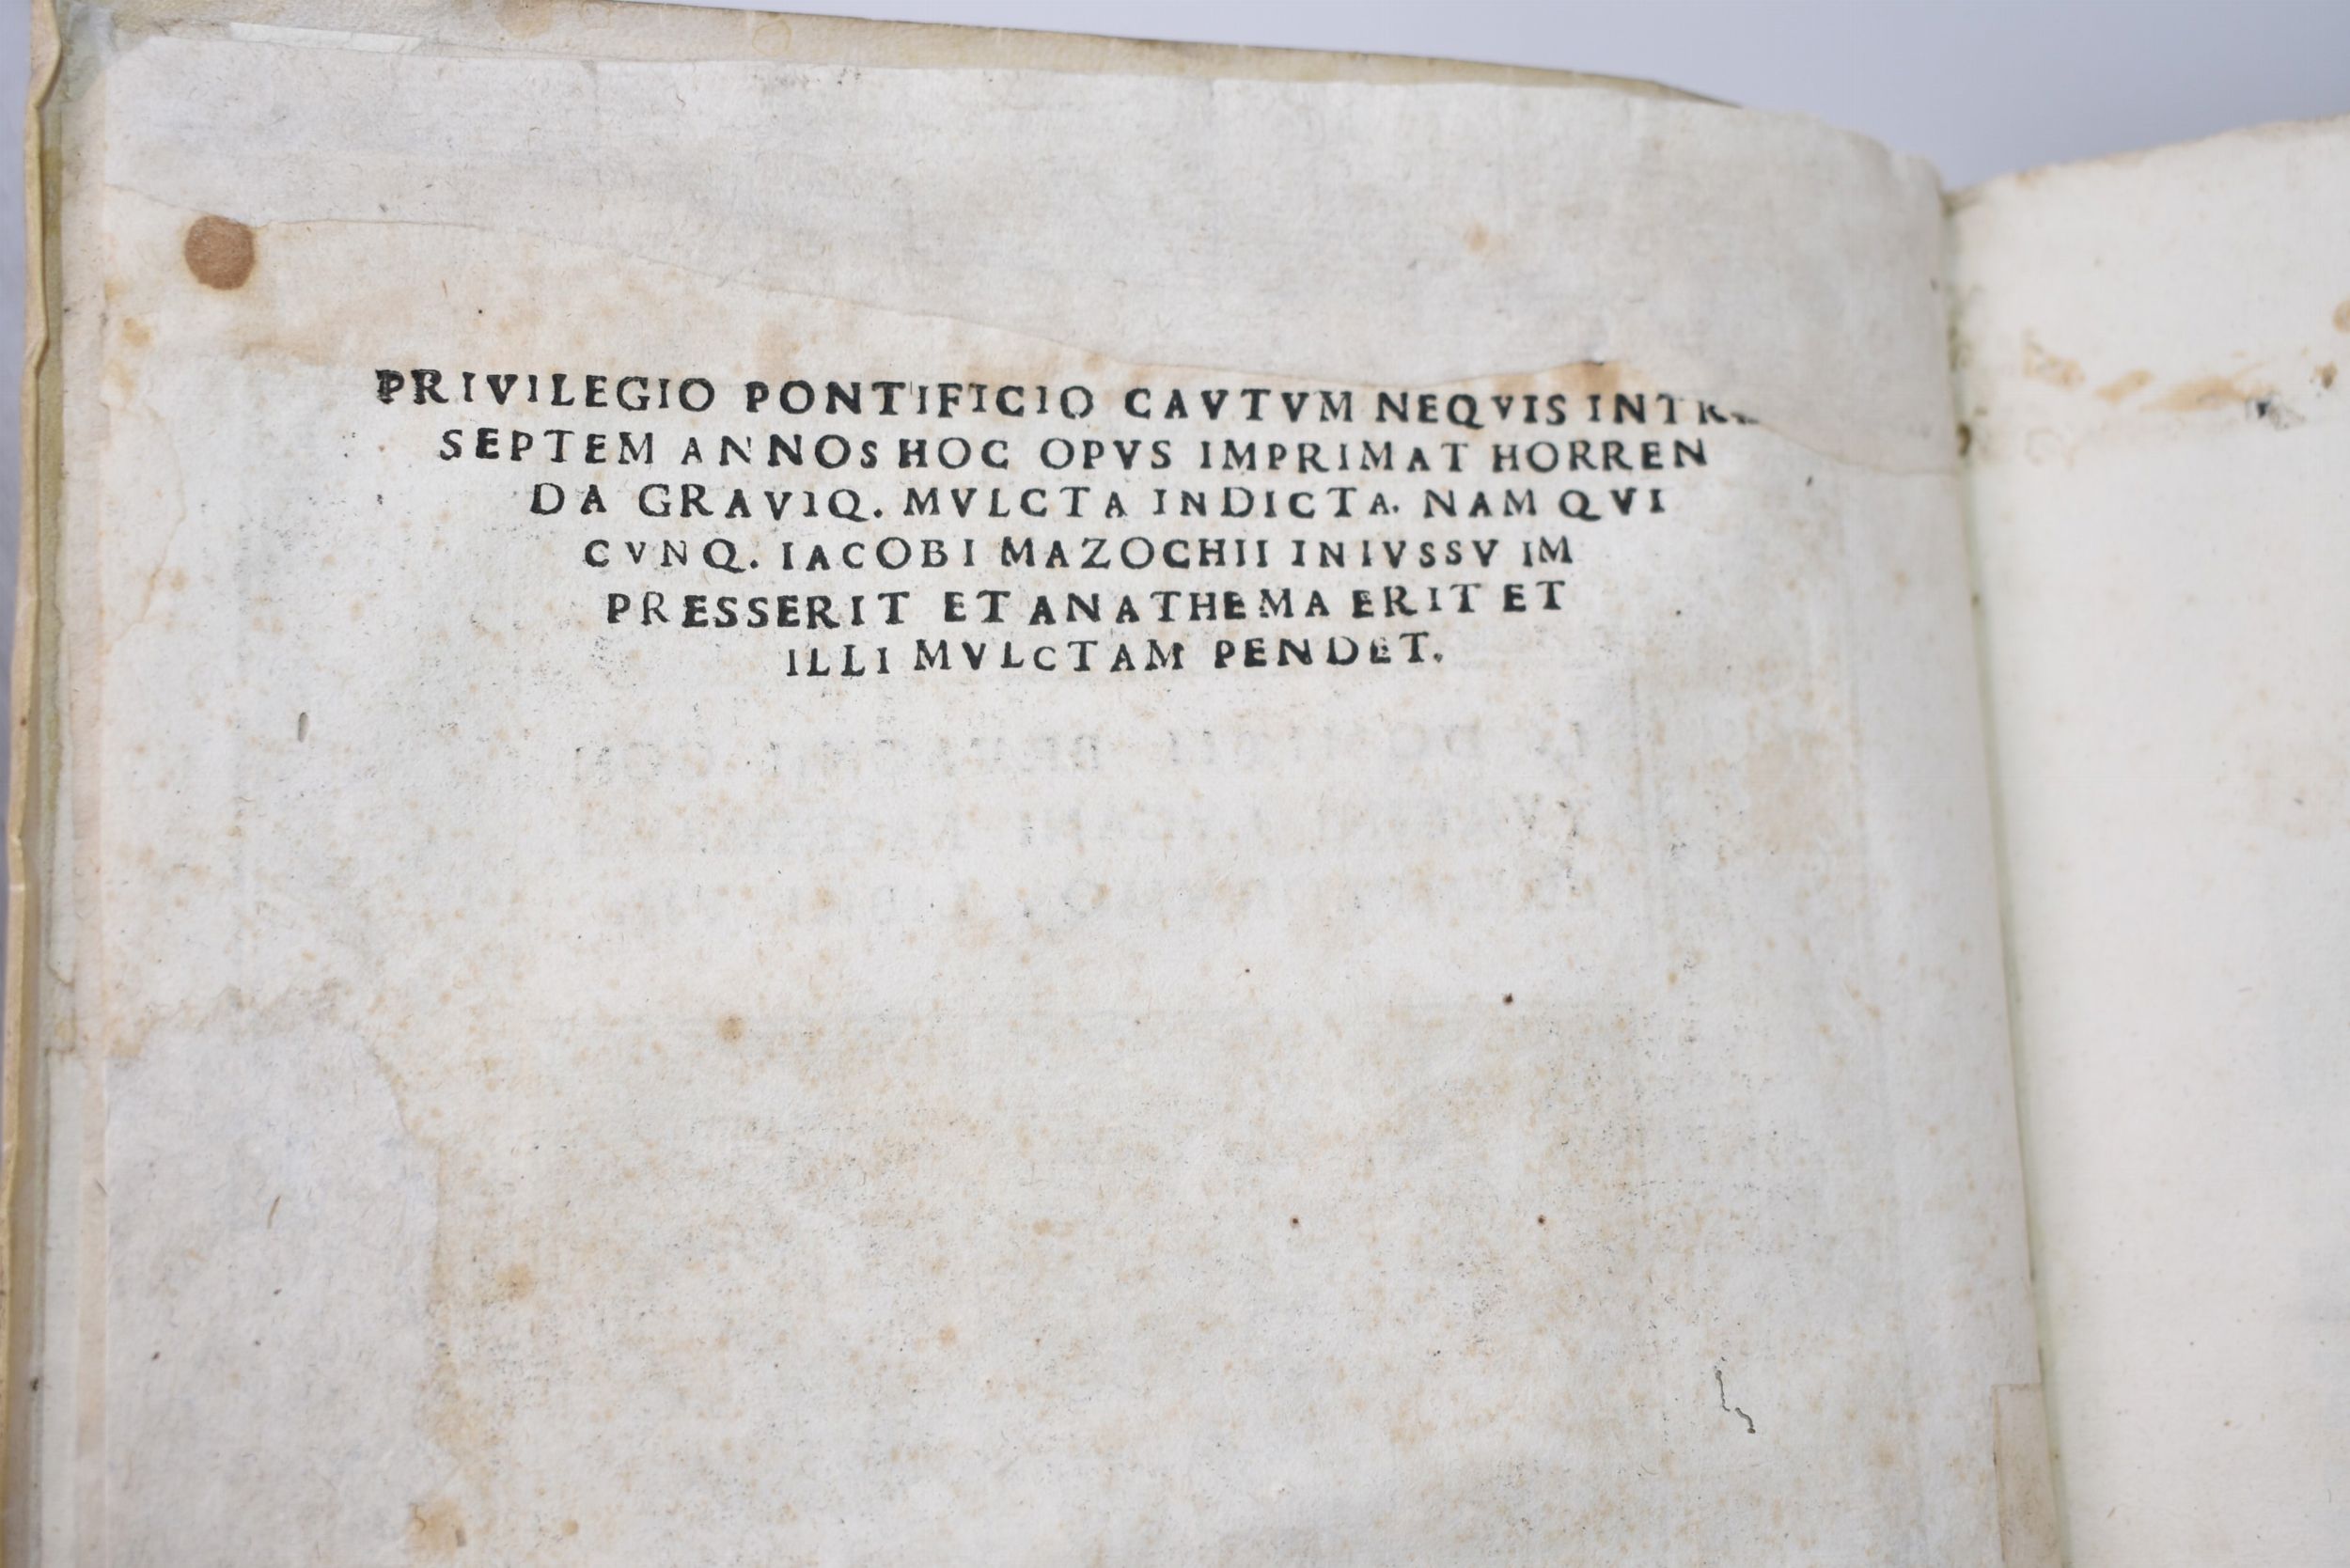 PRIVILEGIO PONTIFICIO CAVTVM NEQVIS INTR
SEPTEM ANNOS HOC OPVS IMPRIMAT HORREN
DA GRAVIQ. MVLCTA INDICTA. NAM QVI
CVNQ. IACOBI MAZOCHII INIVSSV IM
PRESSERIT ET ANATHEMA ERIT ET
ILLI MVLCTAM PENDET.